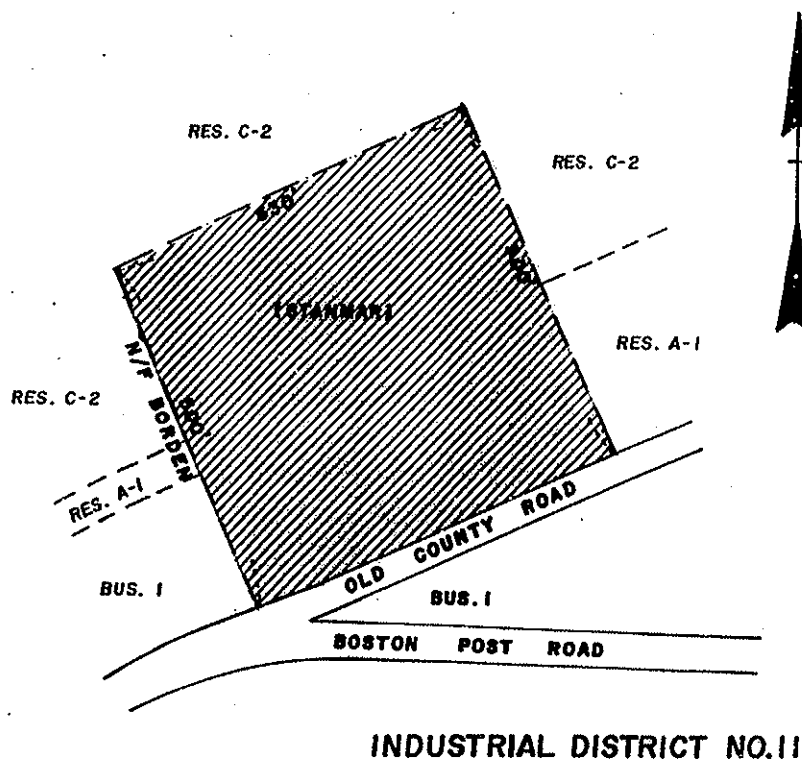 RES. C-2
RES. C-2
[STANMAR]
N/F BORDEN
RES. A-1
RES. C-2
RES. A-1
OLD COUNTY ROAD
BUS. 1
BUS. 1
BOSTON POST ROAD
INDUSTRIAL DISTRICT NO.11